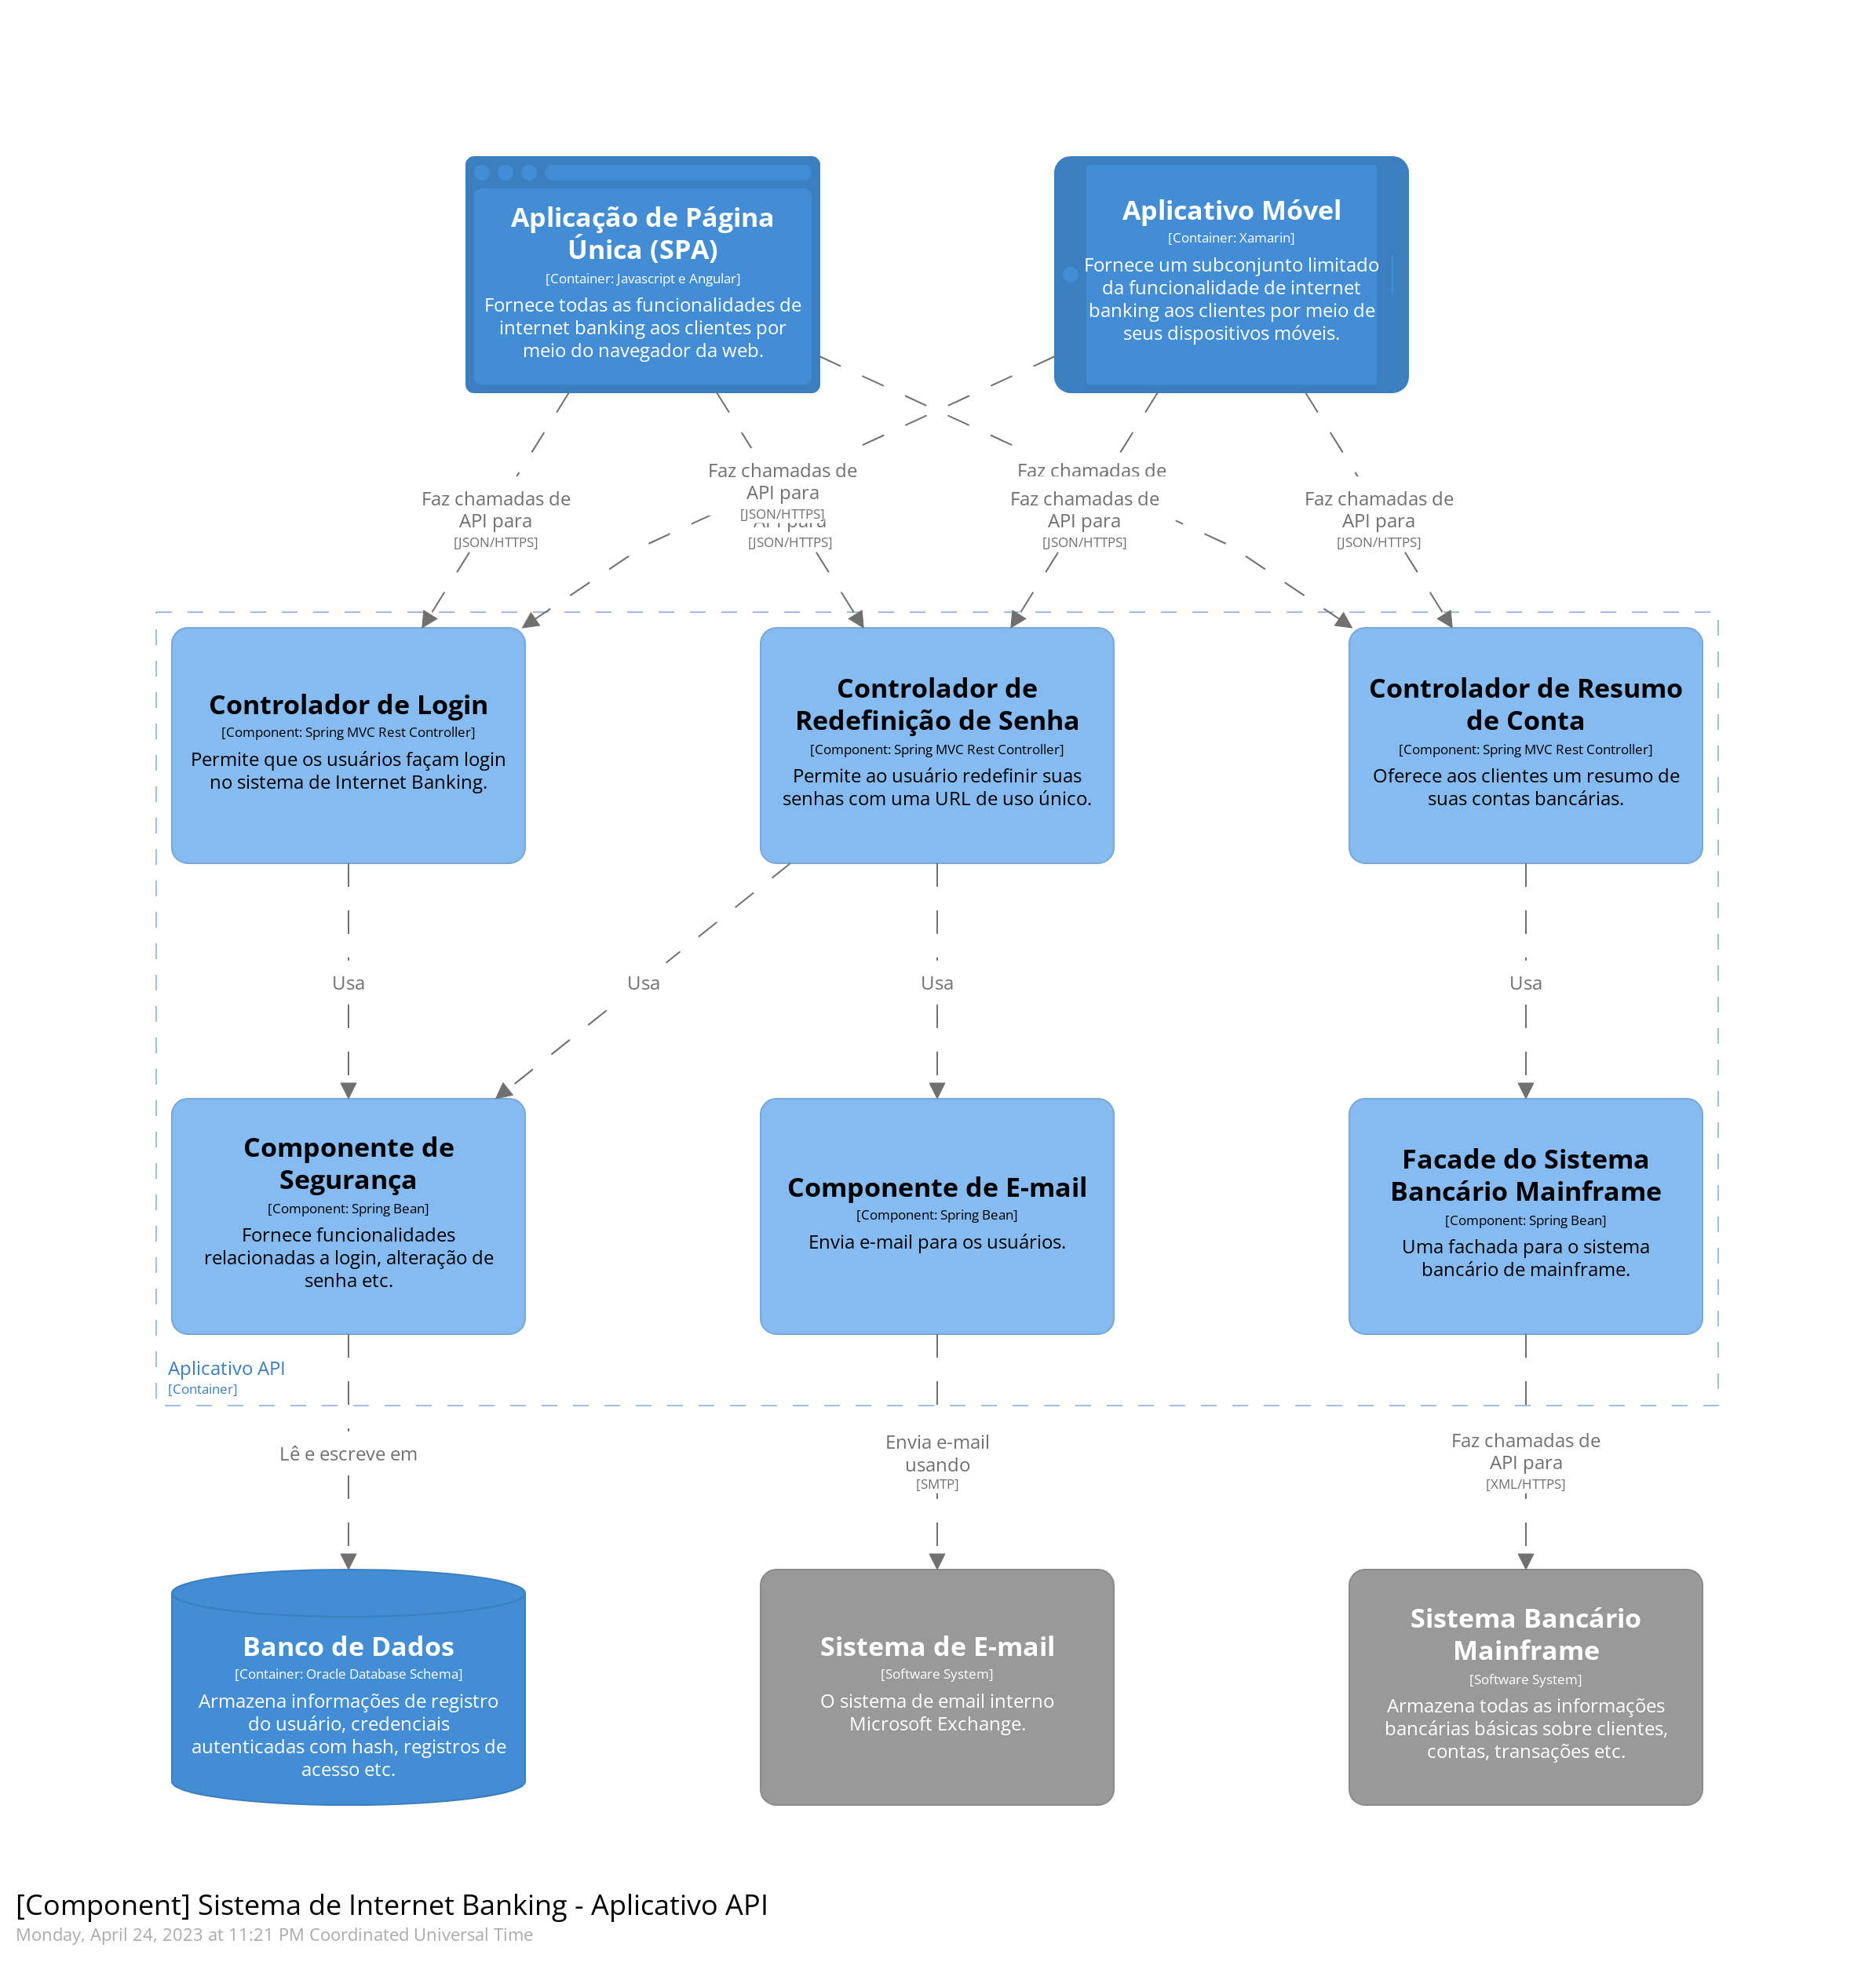 Aplicação de Página
Única (SPA)
[Container: Javascript e Angular]
Fornece todas as funcionalidades de
internet banking aos clientes por
meio do navegador da web.
Aplicativo Móvel
[Container: Xamarin]
Fornece um subconjunto limitado
da funcionalidade de internet
banking aos clientes por meio de
seus dispositivos móveis.
Faz chamadas de
API para
[JSON/HTTPS]
Faz chamadas de
API para
[JSON/HTTPS]
API para
[JSON/HTTPS]
Faz chamadas de
Faz chamadas de
API para
[JSON/HTTPS]
Faz chamadas de
API para
[JSON/HTTPS]
Controlador de Login
[Component: Spring MVC Rest Controller]
Permite que os usuários façam login
no sistema de Internet Banking.
Controlador de
Redefinição de Senha
[Component: Spring MVC Rest Controller]
Permite ao usuário redefinir suas
senhas com uma URL de uso único.
Controlador de Resumo
de Conta
[Component: Spring MVC Rest Controller]
Oferece aos clientes um resumo de
suas contas bancárias.
Usa
Usa
Usa
Usa
Componente de
Segurança
[Component: Spring Bean]
Fornece funcionalidades
relacionadas a login, alteração de
senha etc.
Componente de E-mail
[Component: Spring Bean]
Envia e-mail para os usuários.
Facade do Sistema
Bancário Mainframe
[Component: Spring Bean]
Uma fachada para o sistema
bancário de mainframe.
Aplicativo API
[Container]
Lê e escreve em
Envia e-mail
usando
[SMTP]
Faz chamadas de
API para
[XML/HTTPS]
Banco de Dados
[Container: Oracle Database Schema]
Armazena informações de registro
do usuário, credenciais
autenticadas com hash, registros de
acesso etc.
Sistema de E-mail
[Software System]
O sistema de email interno
Microsoft Exchange.
Sistema Bancário
Mainframe
[Software System]
Armazena todas as informações
bancárias básicas sobre clientes,
contas, transações etc.
[Component] Sistema de Internet Banking - Aplicativo API
Monday, April 24, 2023 at 11:21 PM Coordinated Universal Time